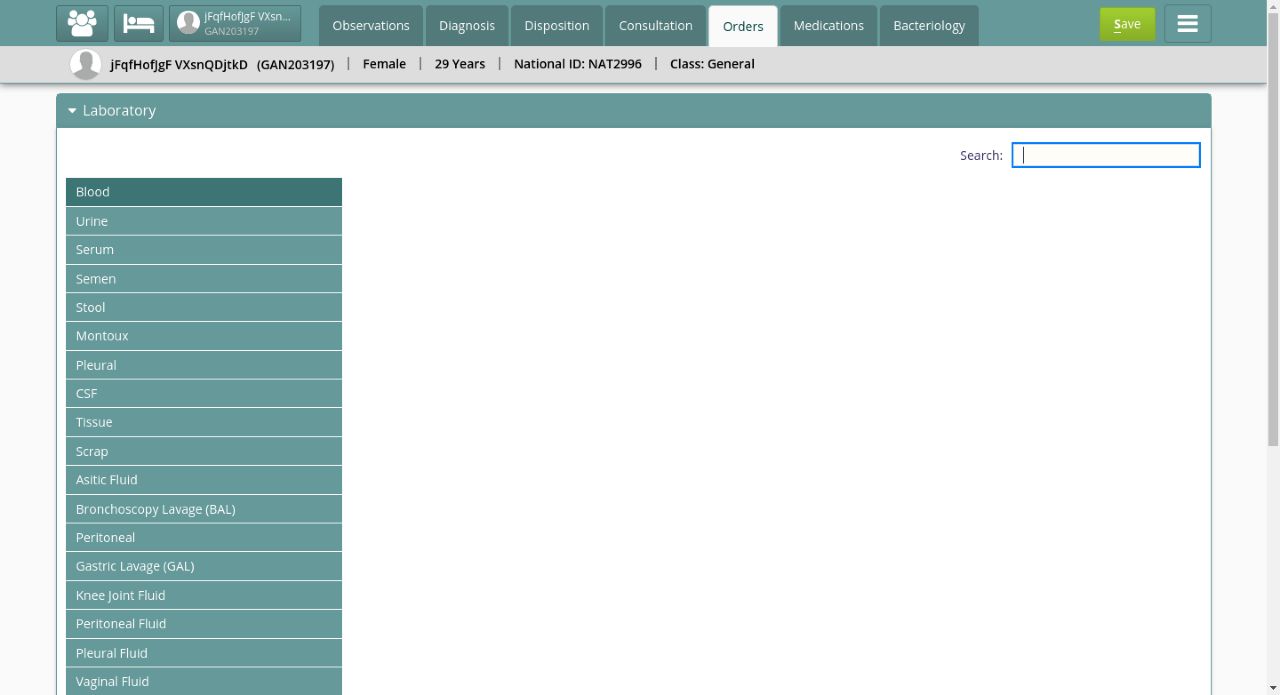 jFqfHofJgF VXsn...
GAN203197
Observations
Diagnosis
Disposition
Consultation
Orders
Medications
Bacteriology
Save
jFqfHofJgF VXsnQDjtkD (GAN203197) | Female | 29 Years | National ID: NAT2996 | Class: General
Laboratory
Search:
Blood
Urine
Serum
Semen
Stool
Montoux
Pleural
CSF
Tissue
Scrap
Asitic Fluid
Bronchoscopy Lavage (BAL)
Peritoneal
Gastric Lavage (GAL)
Knee Joint Fluid
Peritoneal Fluid
Pleural Fluid
Vaginal Fluid